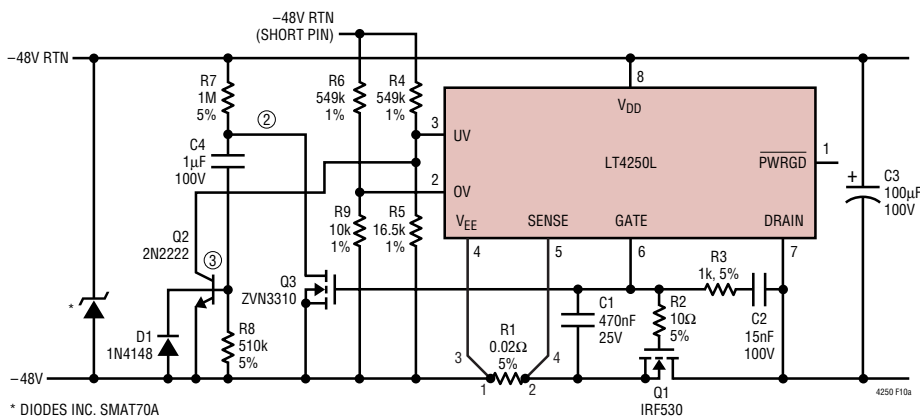 −48V RTN
(SHORT PIN)
−48V RTN
R7
1M
5%
R6
549k
1%
R4
549k
1%
8
VDD
②
3
UV
LT4250L
PWRGD
1
C4
1µF
100V
2
OV
+
C3
100µF
100V
R9
10k
1%
R5
16.5k
1%
VEE
SENSE
GATE
DRAIN
4
5
6
7
Q2
2N2222
③
Q3
ZVN3310
R3
1k, 5%
*
C1
470nF
25V
R2
10Ω
5%
C2
15nF
100V
D1
1N4148
R8
510k
5%
R1
0.02Ω
5%
3
4
−48V
1
2
Q1
IRF530
4250 F10a
* DIODES INC. SMAT70A